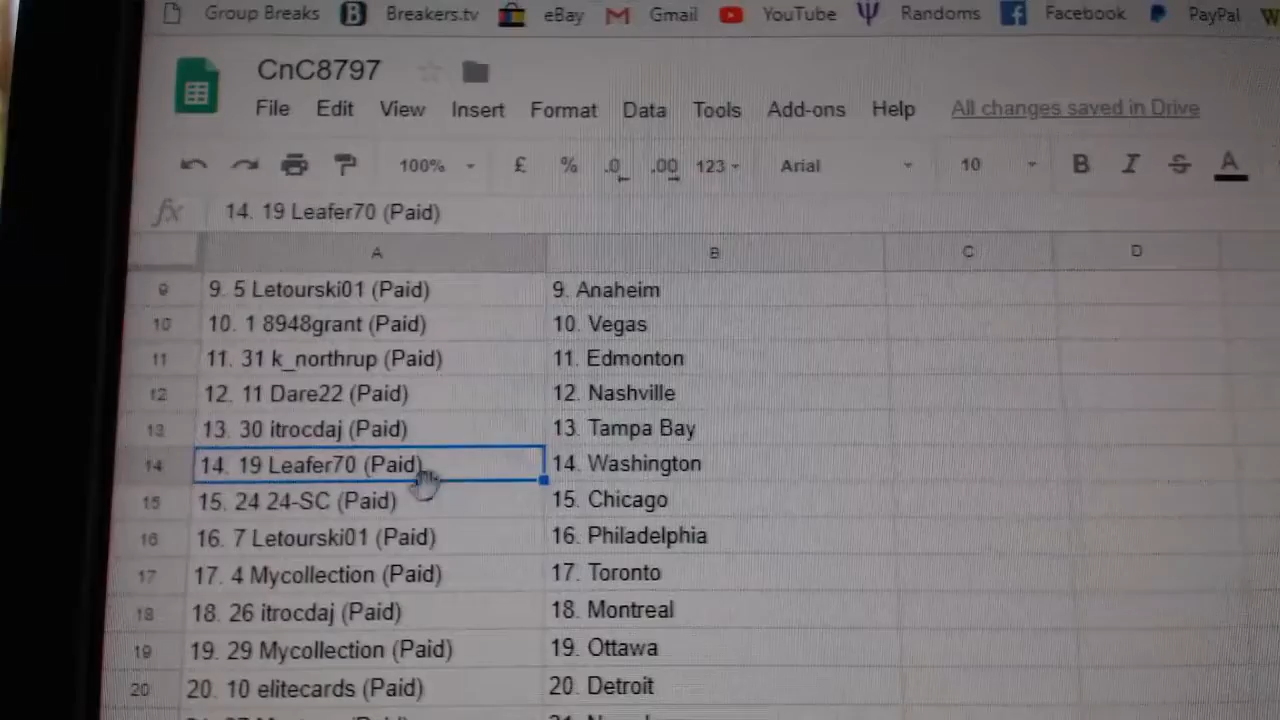 Group Breaks B Breakers.tv eBay Gmail YouTube Randoms Facebook PayPal W
CnC8797
File Edit View Insert Format Data Tools Add-ons Help All changes saved in Drive
100% £ % .0 .00 123 Arial 10 B I S A
fx 14. 19 Leafer70 (Paid)
A B C D
9 9. 5 Letourski01 (Paid) 9. Anaheim
10 10. 1 8948grant (Paid) 10. Vegas
11 11. 31 k_northrup (Paid) 11. Edmonton
12 12. 11 Dare22 (Paid) 12. Nashville
13 13. 30 itrocdaj (Paid) 13. Tampa Bay
14 14. 19 Leafer70 (Paid) 14. Washington
15 15. 24 24-SC (Paid) 15. Chicago
16 16. 7 Letourski01 (Paid) 16. Philadelphia
17 17. 4 Mycollection (Paid) 17. Toronto
18 18. 26 itrocdaj (Paid) 18. Montreal
19 19. 29 Mycollection (Paid) 19. Ottawa
20 20. 10 elitecards (Paid) 20. Detroit